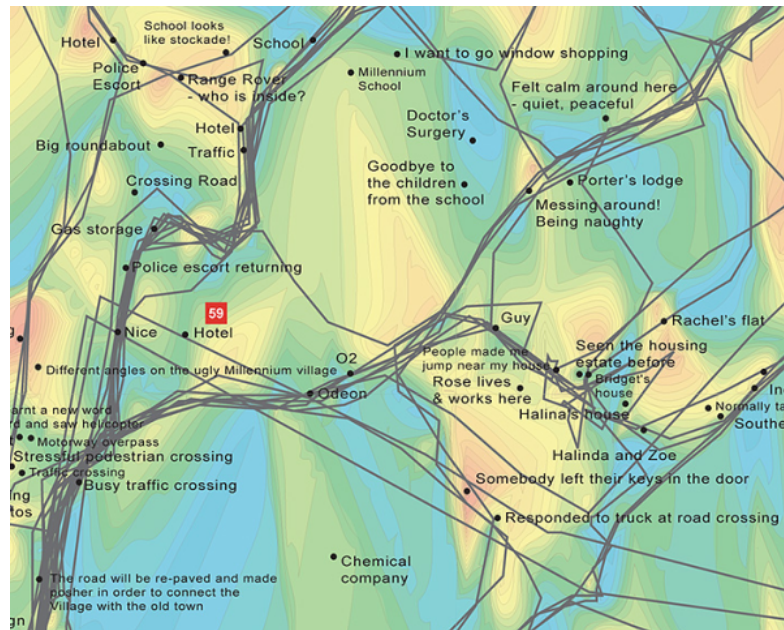 School looks
like stockade!
Hotel
School
I want to go window shopping
Police
Escort
Millennium
School
Range Rover
- who is inside?
Felt calm around here
- quiet, peaceful
Hotel
Doctor's
Surgery
Big roundabout
Traffic
Goodbye to
the children
from the school
Crossing Road
Porter's lodge
Messing around!
Being naughty
Gas storage
Police escort returning
59
Guy
Rachel's flat
Nice
Hotel
People made me
jump near my house
Seen the housing
estate before
O2
Different angles on the ugly Millennium village
Rose lives
& works here
Bridget's
house
Odeon
Halina's house
arnt a new word
rd and saw helicopter
Normally ta
Southe
Motorway overpass
Stressful pedestrian crossing
Halinda and Zoe
Traffic crossing
Somebody left their keys in the door
Busy traffic crossing
Responded to truck at road crossing
Chemical
company
The road will be re-paved and made
posher in order to connect the
Village with the old town